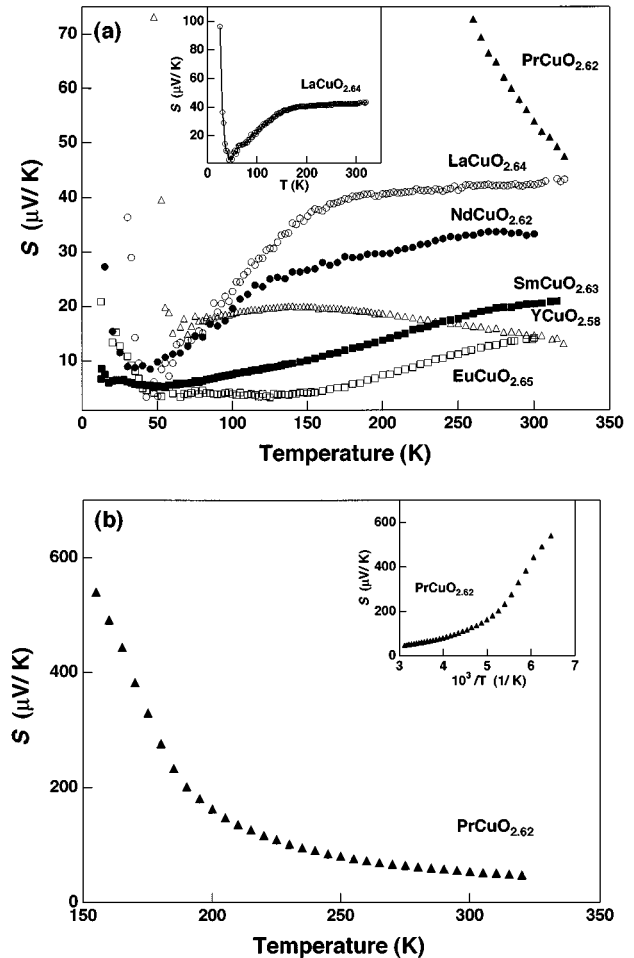 (a)
S (μV/ K)
70
60
50
40
30
20
10
0
50
100
150
200
250
300
350
Temperature (K)
S (μV/ K)
100
80
60
40
20
0
100
200
300
T (K)
LaCuO2.64
PrCuO2.62
LaCuO2.64
NdCuO2.62
SmCuO2.63
YCuO2.58
EuCuO2.65
(b)
S (μV/ K)
600
400
200
0
150
200
250
300
350
Temperature (K)
S (μV/ K)
600
400
200
0
3
4
5
6
7
10³/T (1/ K)
PrCuO2.62
PrCuO2.62